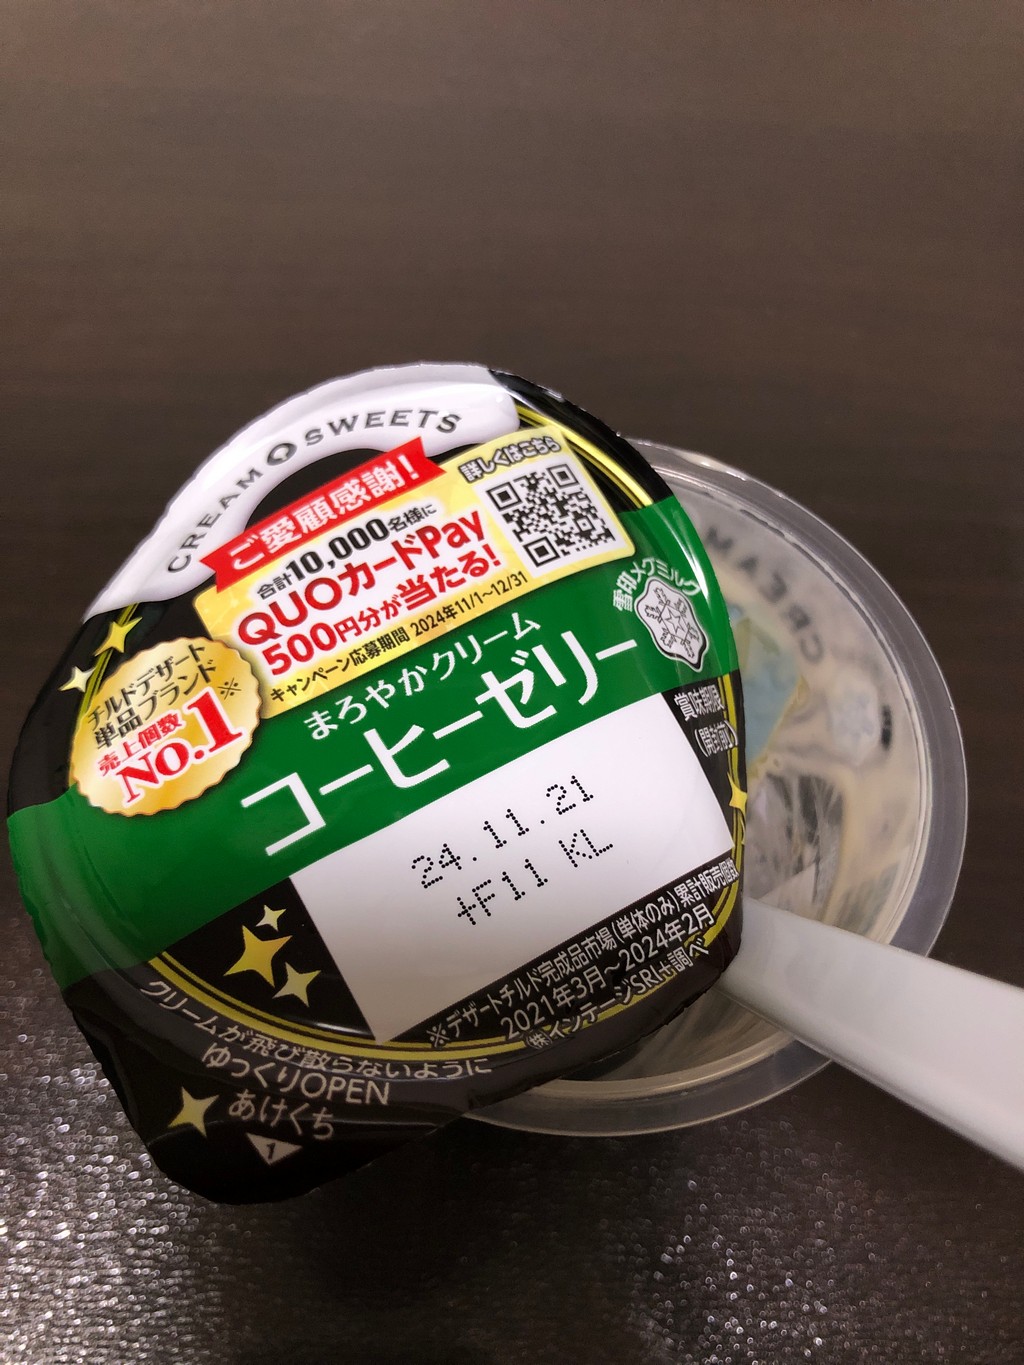 CREAM SWEETS
ご愛顧感謝!
詳しくはこちら
合計10,000名様に
QUOカードPay
500円分が当たる!
キャンペーン応募期間 2024年11/1~12/31
雪印メグミルク
チルドデザート
単品ブランド※
売上個数
No.1
まろやかクリーム
コーヒーゼリー
賞味期限
(開封前)
24.11.21
+F11 KL
※デザートチルド完成品市場(単体のみ)累計販売個数
2021年3月~2024年2月
㈱インテージSRI+調べ
クリームが飛び散らないように
ゆっくりOPEN
あけくち
1
CREAM